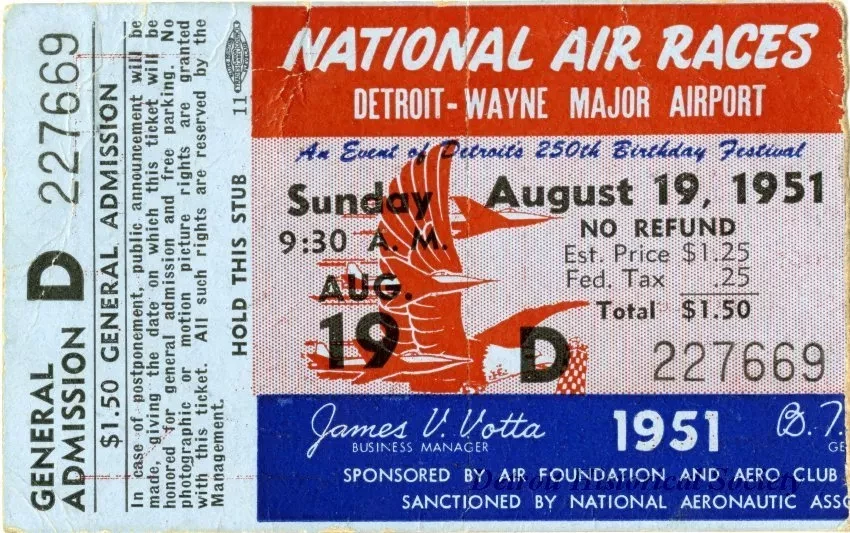 227669
GENERAL
ADMISSION D
$1.50 GENERAL ADMISSION
In case of postponement, public announcement will be
made, giving the date on which this ticket will be
honored for general admission and free parking. No
photographic or motion picture rights are granted
with this ticket. All such rights are reserved by the
Management.
HOLD THIS STUB
11
NATIONAL AIR RACES
DETROIT-WAYNE MAJOR AIRPORT
An Event of Detroit's 250th Birthday Festival
Sunday August 19, 1951
9:30 A. M.
NO REFUND
Est. Price $1.25
Fed. Tax .25
Total $1.50
AUG.
19 D
227669
James V. Votta
BUSINESS MANAGER
1951
B. T.
GE
SPONSORED BY AIR FOUNDATION AND AERO CLUB
Detroit Historical Society
SANCTIONED BY NATIONAL AERONAUTIC ASSO